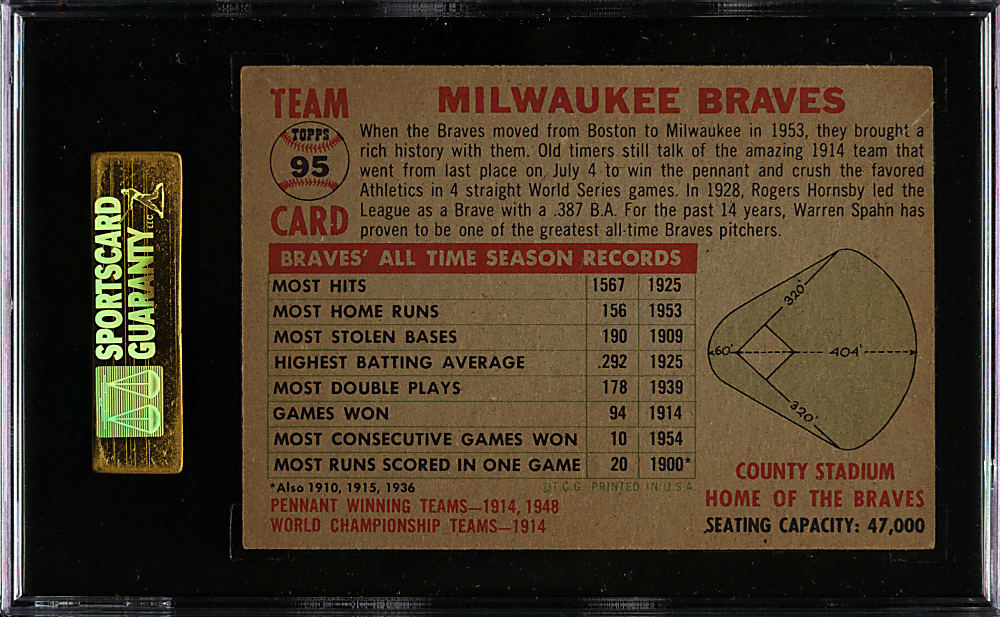 SPORTSCARD
GUARANTY LLC
TEAM
TOPPS
95
CARD
MILWAUKEE BRAVES
When the Braves moved from Boston to Milwaukee in 1953, they brought a
rich history with them. Old timers still talk of the amazing 1914 team that
went from last place on July 4 to win the pennant and crush the favored
Athletics in 4 straight World Series games. In 1928, Rogers Hornsby led the
League as a Brave with a .387 B.A. For the past 14 years, Warren Spahn has
proven to be one of the greatest all-time Braves pitchers.
BRAVES' ALL TIME SEASON RECORDS
MOST HITS 1567 1925
MOST HOME RUNS 156 1953
MOST STOLEN BASES 190 1909
HIGHEST BATTING AVERAGE .292 1925
MOST DOUBLE PLAYS 178 1939
GAMES WON 94 1914
MOST CONSECUTIVE GAMES WON 10 1954
MOST RUNS SCORED IN ONE GAME 20 1900*
*Also 1910, 1915, 1936
©T.C.G. PRINTED IN U.S.A.
PENNANT WINNING TEAMS—1914, 1948
WORLD CHAMPIONSHIP TEAMS—1914
320'
60'
404'
320'
COUNTY STADIUM
HOME OF THE BRAVES
SEATING CAPACITY: 47,000